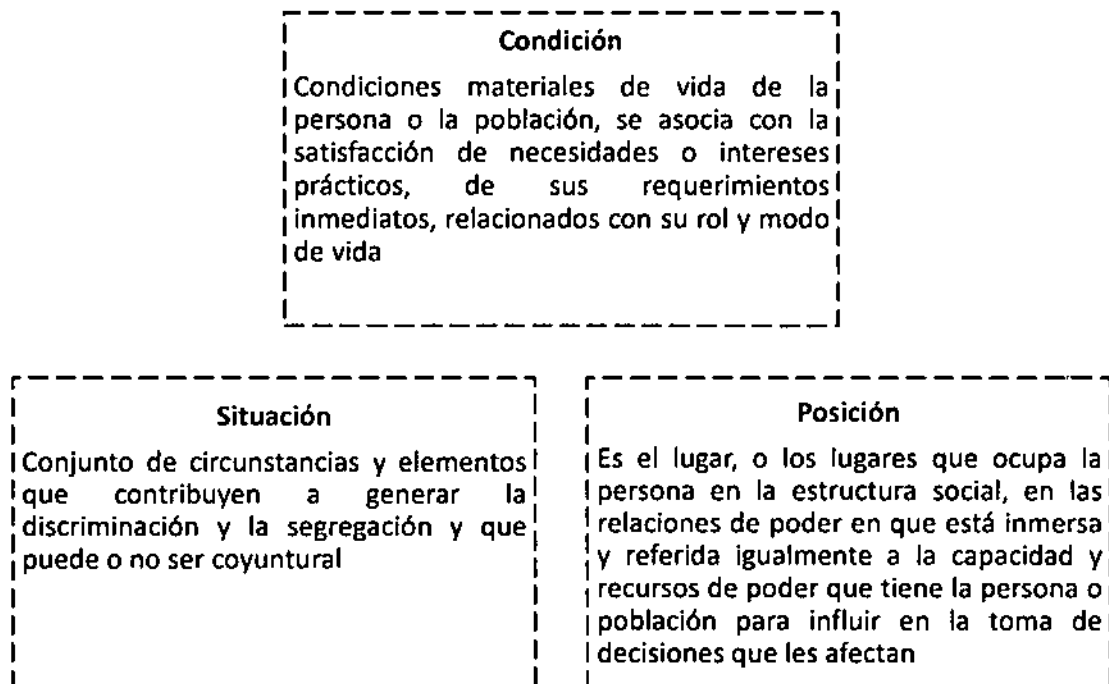 Condición
Condiciones materiales de vida de la
persona o la población, se asocia con la
satisfacción de necesidades o intereses
prácticos, de sus requerimientos
inmediatos, relacionados con su rol y modo
de vida
Situación
Conjunto de circunstancias y elementos
que contribuyen a generar la
discriminación y la segregación y que
puede o no ser coyuntural
Posición
Es el lugar, o los lugares que ocupa la
persona en la estructura social, en las
relaciones de poder en que está inmersa
y referida igualmente a la capacidad y
recursos de poder que tiene la persona o
población para influir en la toma de
decisiones que les afectan